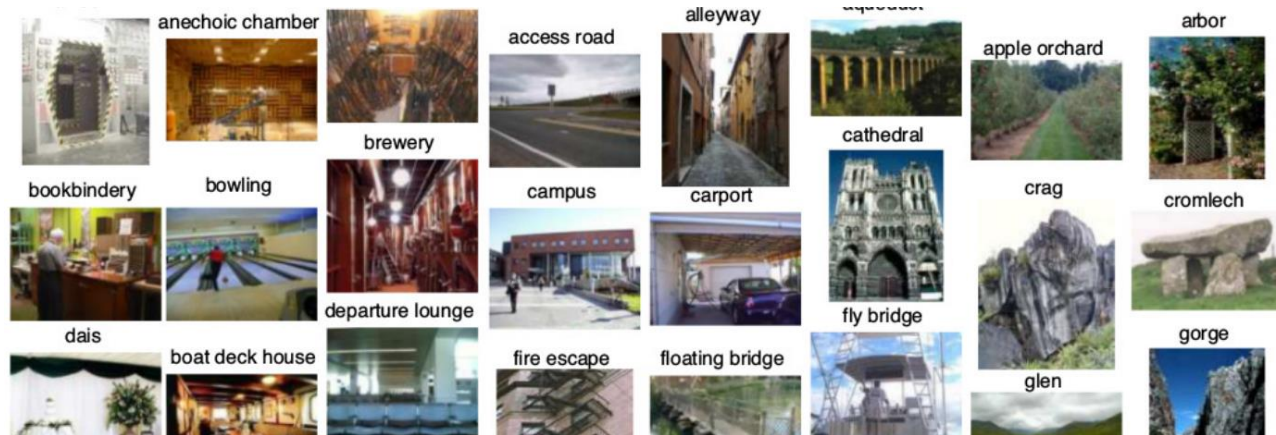 anechoic chamber
access road
alleyway
aqueduct
apple orchard
arbor
brewery
cathedral
bookbindery
bowling
campus
carport
crag
cromlech
departure lounge
dais
boat deck house
fire escape
floating bridge
fly bridge
glen
gorge